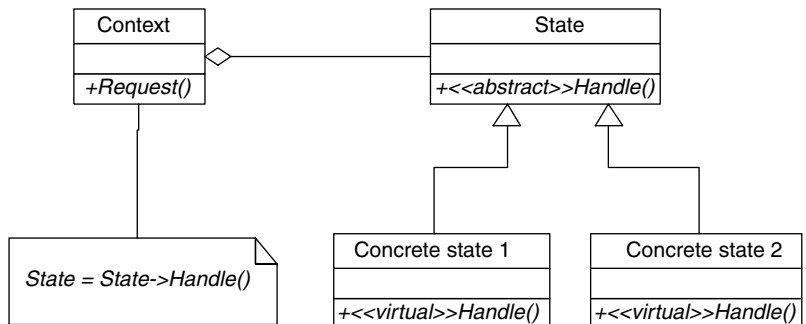 Context
State
+Request()
+<<abstract>>Handle()
State = State->Handle()
Concrete state 1
Concrete state 2
+<<virtual>>Handle()
+<<virtual>>Handle()